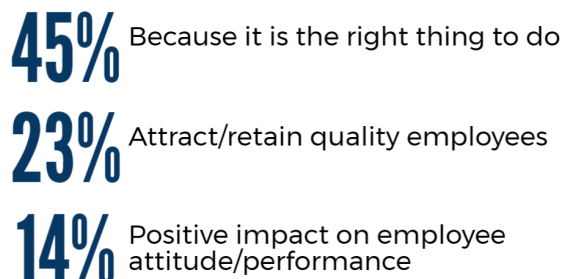 45% Because it is the right thing to do
23% Attract/retain quality employees
14% Positive impact on employee
attitude/performance